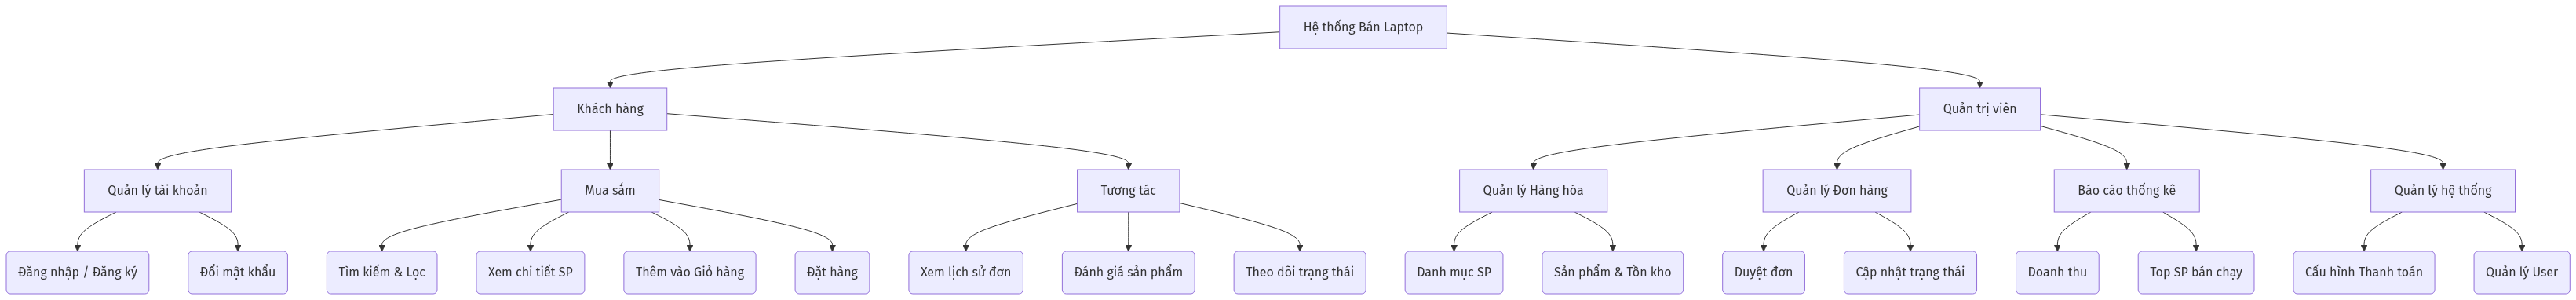 Hệ thống Bán Laptop
Khách hàng
Quản trị viên
Quản lý tài khoản
Mua sắm
Tương tác
Quản lý Hàng hóa
Quản lý Đơn hàng
Báo cáo thống kê
Quản lý hệ thống
Đăng nhập / Đăng ký
Đổi mật khẩu
Tìm kiếm & Lọc
Xem chi tiết SP
Thêm vào Giỏ hàng
Đặt hàng
Xem lịch sử đơn
Đánh giá sản phẩm
Theo dõi trạng thái
Danh mục SP
Sản phẩm & Tồn kho
Duyệt đơn
Cập nhật trạng thái
Doanh thu
Top SP bán chạy
Cấu hình Thanh toán
Quản lý User